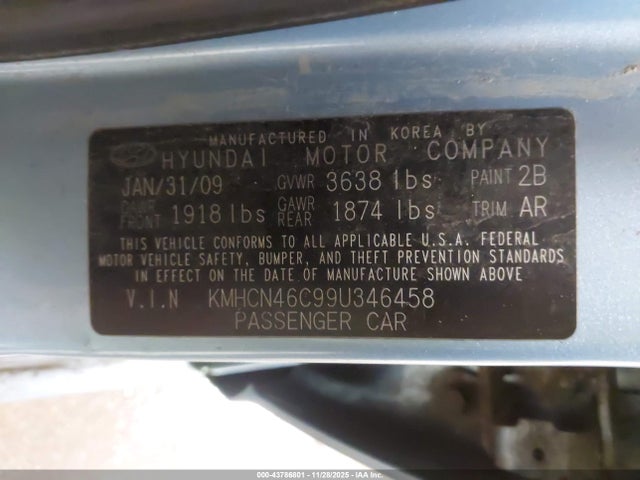 MANUFACTURED IN KOREA BY
HYUNDAI MOTOR COMPANY
JAN/31/09 GVWR 3638 lbs PAINT 2B
GAWR FRONT 1918 lbs GAWR REAR 1874 lbs TRIM AR
THIS VEHICLE CONFORMS TO ALL APPLICABLE U.S.A. FEDERAL
MOTOR VEHICLE SAFETY, BUMPER, AND THEFT PREVENTION STANDARDS
IN EFFECT ON THE DATE OF MANUFACTURE SHOWN ABOVE
V.I.N KMHCN46C99U346458
PASSENGER CAR
000-43786801 - 11/28/2025 - IAAI.COM